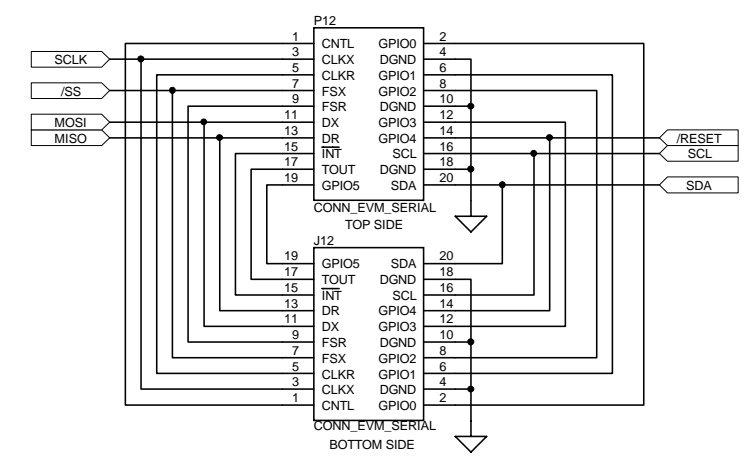 P12
1 CNTL GPIO0 2
SCLK 3 CLKX DGND 4
5 CLKR GPIO1 6
/SS 7 FSX GPIO2 8
9 FSR DGND 10
MOSI 11 DX GPIO3 12
MISO 13 DR GPIO4 14 /RESET
15 INT SCL 16 SCL
17 TOUT DGND 18
19 GPIO5 SDA 20 SDA
CONN_EVM_SERIAL
TOP SIDE
J12
19 GPIO5 SDA 20
17 TOUT DGND 18
15 INT SCL 16
13 DR GPIO4 14
11 DX GPIO3 12
9 FSR DGND 10
7 FSX GPIO2 8
5 CLKR GPIO1 6
3 CLKX DGND 4
1 CNTL GPIO0 2
CONN_EVM_SERIAL
BOTTOM SIDE